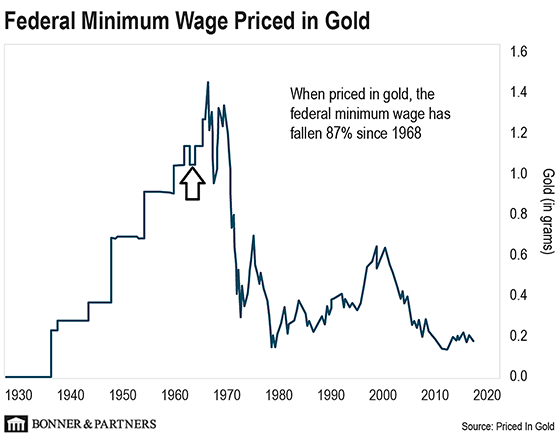 Federal Minimum Wage Priced in Gold
When priced in gold, the
federal minimum wage has
fallen 87% since 1968
1.6
1.4
1.2
1.0
0.8
0.6
0.4
0.2
0.0
Gold (in grams)
1930 1940 1950 1960 1970 1980 1990 2000 2010 2020
BONNER & PARTNERS
Source: Priced In Gold